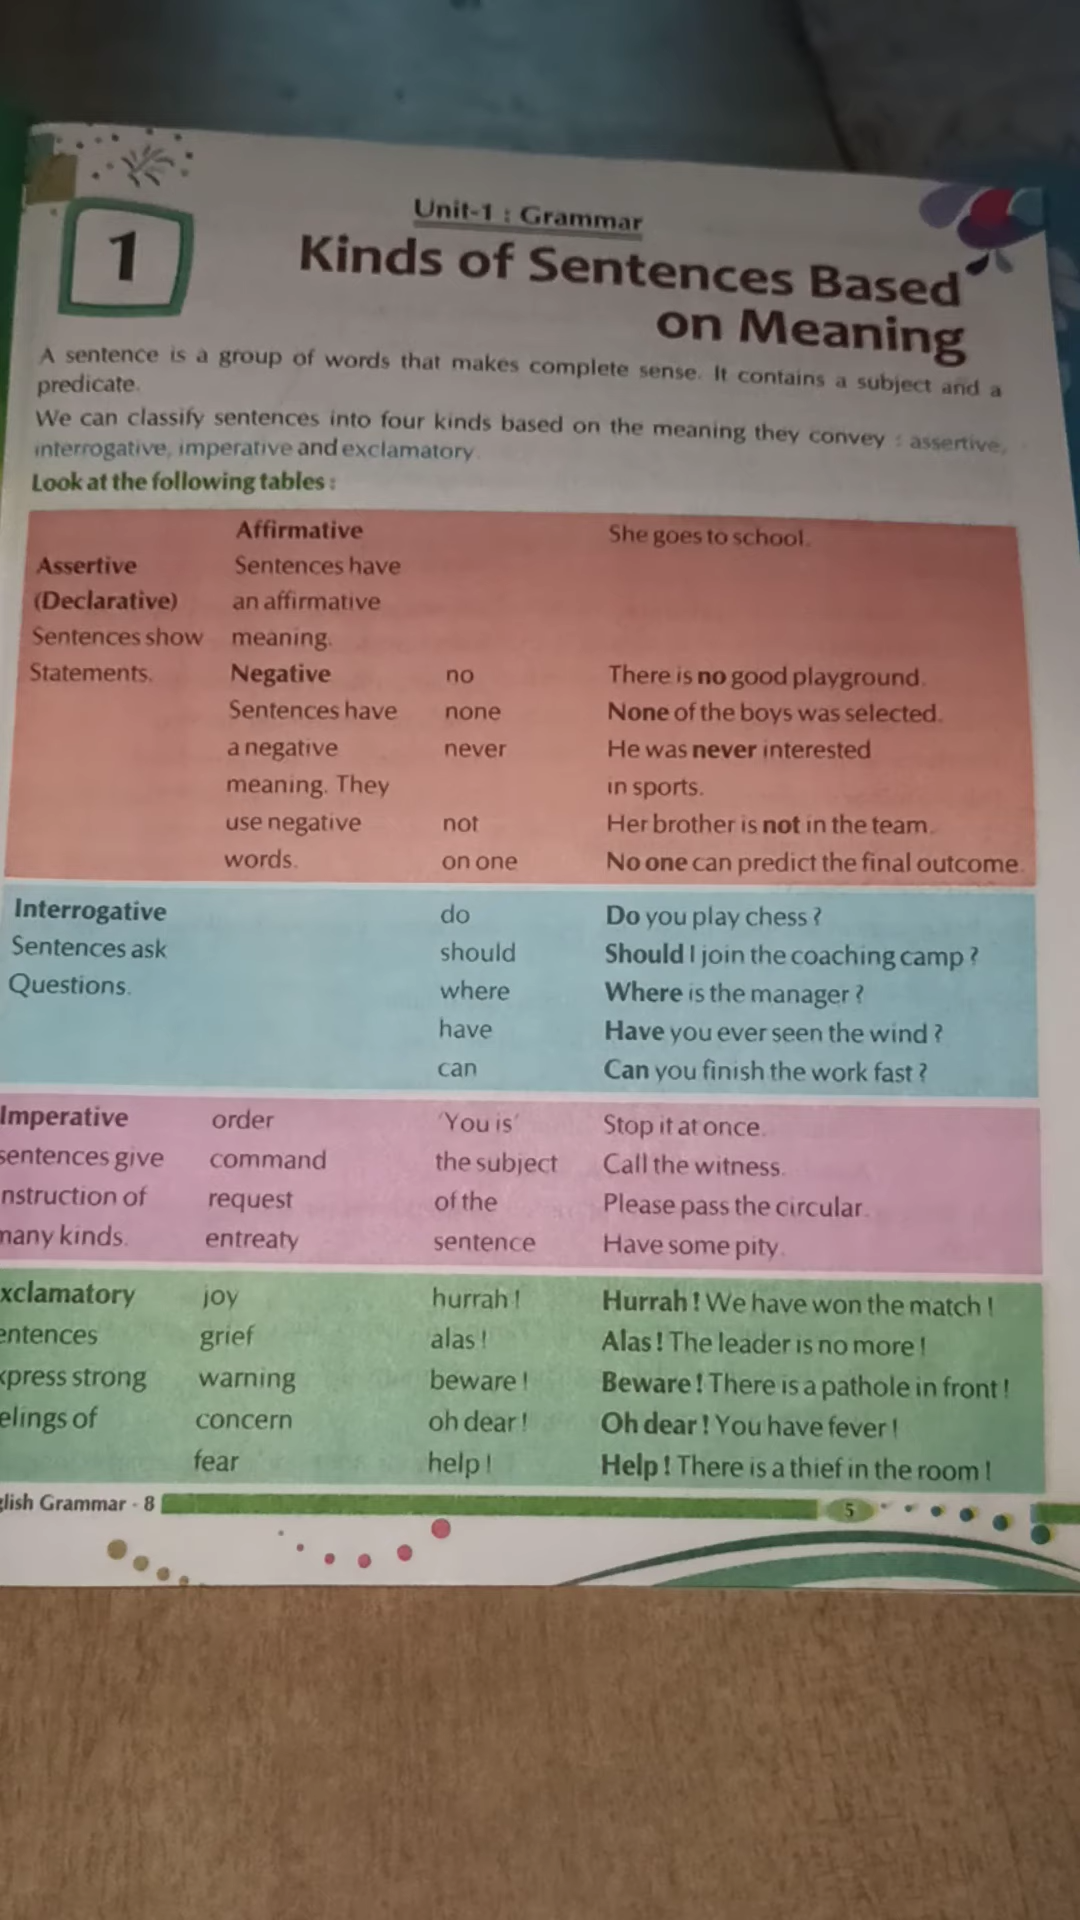 1
Unit-1 : Grammar
Kinds of Sentences Based
on Meaning
A sentence is a group of words that makes complete sense. It contains a subject and a
predicate.
We can classify sentences into four kinds based on the meaning they convey : assertive,
interrogative, imperative and exclamatory.
Look at the following tables :
Affirmative She goes to school.
Assertive Sentences have
(Declarative) an affirmative
Sentences show meaning.
Statements. Negative no There is no good playground.
Sentences have none None of the boys was selected.
a negative never He was never interested
meaning. They in sports.
use negative not Her brother is not in the team.
words. on one No one can predict the final outcome.
Interrogative do Do you play chess ?
Sentences ask should Should I join the coaching camp ?
Questions. where Where is the manager ?
have Have you ever seen the wind ?
can Can you finish the work fast ?
Imperative order 'You is' Stop it at once.
sentences give command the subject Call the witness.
nstruction of request of the Please pass the circular.
many kinds. entreaty sentence Have some pity.
xclamatory joy hurrah ! Hurrah ! We have won the match !
entences grief alas ! Alas ! The leader is no more !
xpress strong warning beware ! Beware ! There is a pathole in front !
elings of concern oh dear ! Oh dear ! You have fever !
fear help ! Help ! There is a thief in the room !
glish Grammar - 8 5